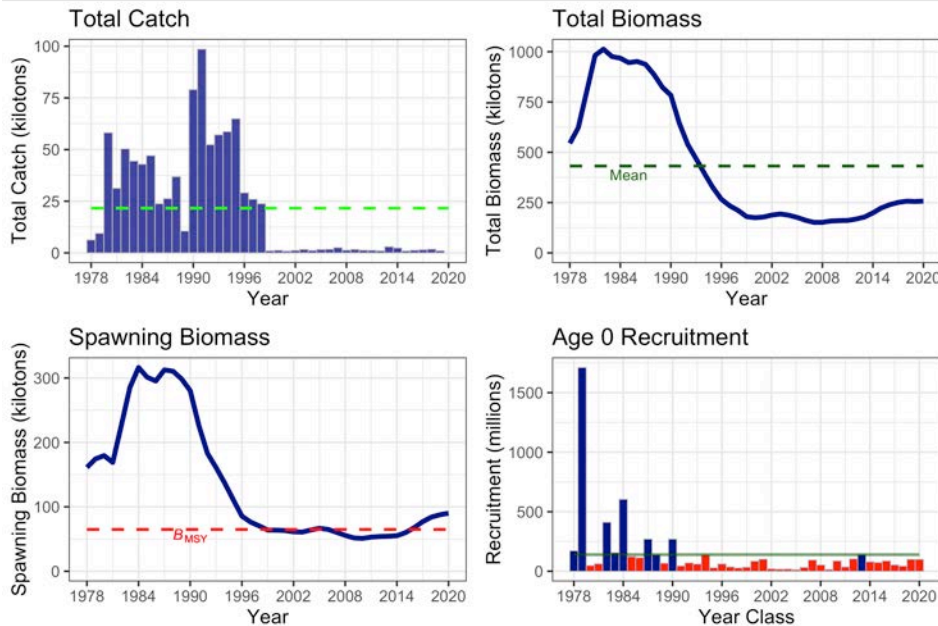 Total Catch
Total Catch (kilotons)
100
75
50
25
0
1978 1984 1990 1996 2002 2008 2014 2020
Year
Total Biomass
Total Biomass (kilotons)
1000
750
500
250
0
Mean
1978 1984 1990 1996 2002 2008 2014 2020
Year
Spawning Biomass
Spawning Biomass (kilotons)
300
200
100
0
BMSY
1978 1984 1990 1996 2002 2008 2014 2020
Year
Age 0 Recruitment
Recruitment (millions)
1500
1000
500
0
1978 1984 1990 1996 2002 2008 2014 2020
Year Class